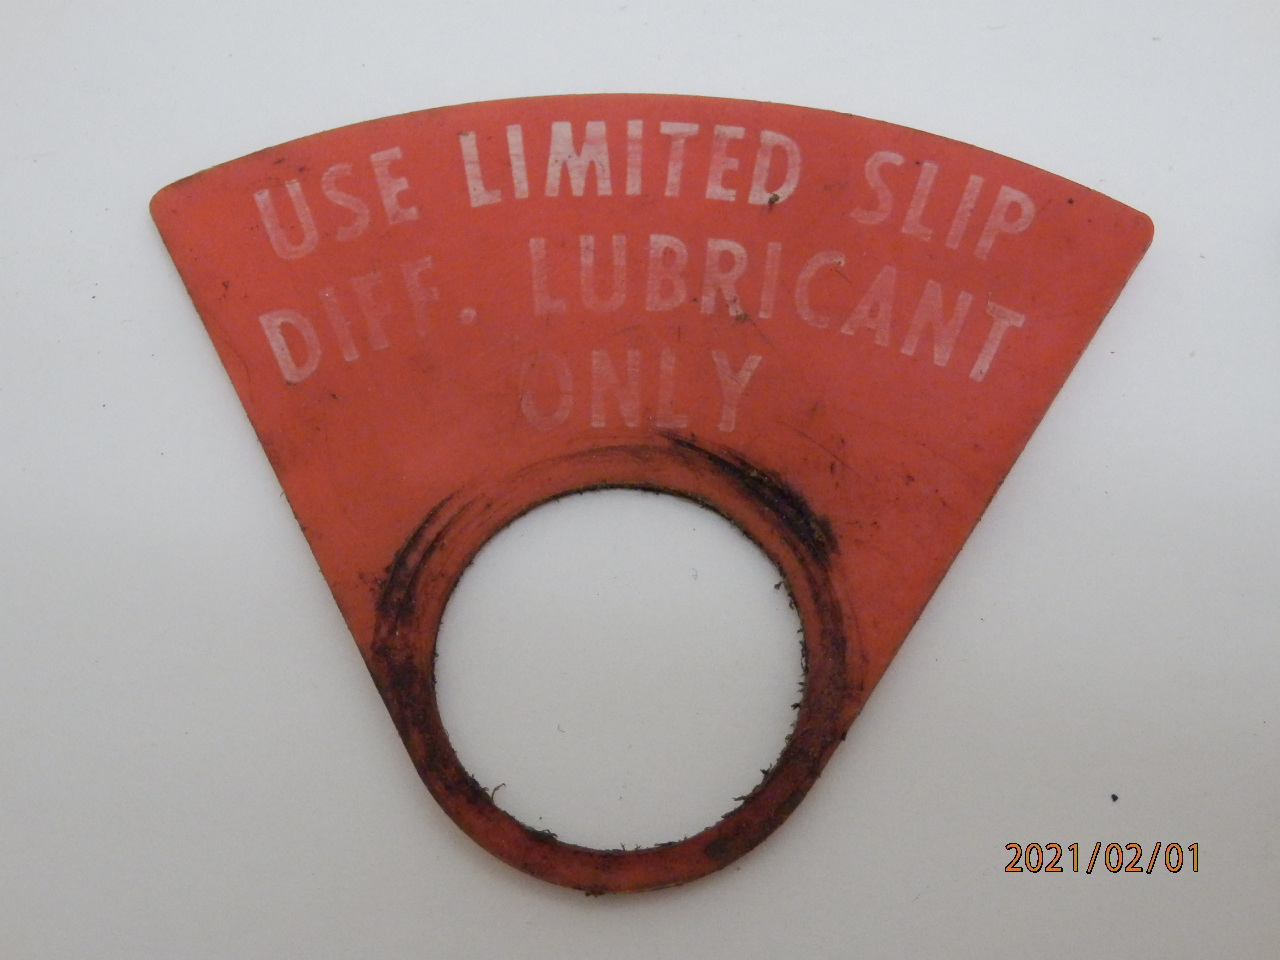 USE LIMITED SLIP
DIFF. LUBRICANT
ONLY
2021/02/01